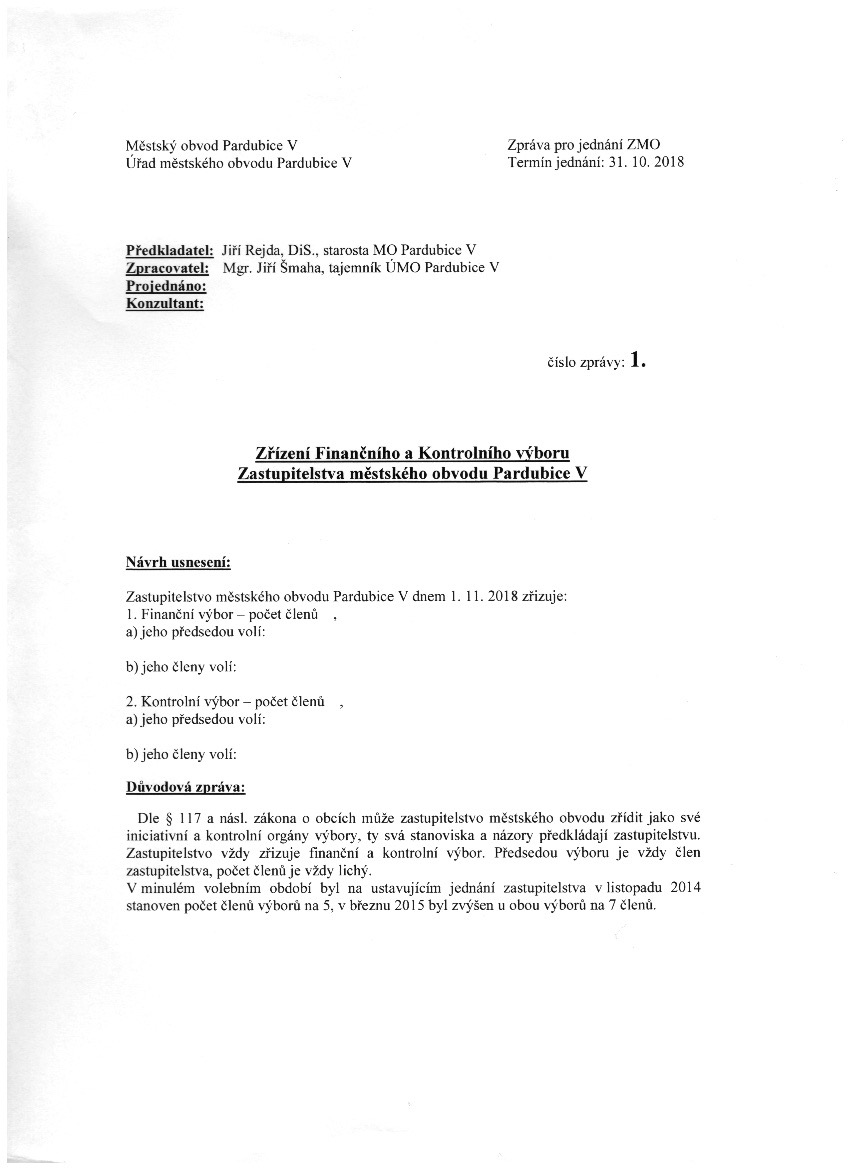 Městský obvod Pardubice V
Úřad městského obvodu Pardubice V
Zpráva pro jednání ZMO
Termín jednání: 31. 10. 2018
Předkladatel: Jiří Rejda, DiS., starosta MO Pardubice V
Zpracovatel: Mgr. Jiří Šmaha, tajemník ÚMO Pardubice V
Projednáno:
Konzultant:
číslo zprávy: 1.
Zřízení Finančního a Kontrolního výboru
Zastupitelstva městského obvodu Pardubice V
Návrh usnesení:
Zastupitelstvo městského obvodu Pardubice V dnem 1. 11. 2018 zřizuje:
1. Finanční výbor – počet členů ,
a) jeho předsedou volí:
b) jeho členy volí:
2. Kontrolní výbor – počet členů ,
a) jeho předsedou volí:
b) jeho členy volí:
Důvodová zpráva:
Dle § 117 a násl. zákona o obcích může zastupitelstvo městského obvodu zřídit jako své
iniciativní a kontrolní orgány výbory, ty svá stanoviska a názory předkládají zastupitelstvu.
Zastupitelstvo vždy zřizuje finanční a kontrolní výbor. Předsedou výboru je vždy člen
zastupitelstva, počet členů je vždy lichý.
V minulém volebním období byl na ustavujícím jednání zastupitelstva v listopadu 2014
stanoven počet členů výborů na 5, v březnu 2015 byl zvýšen u obou výborů na 7 členů.